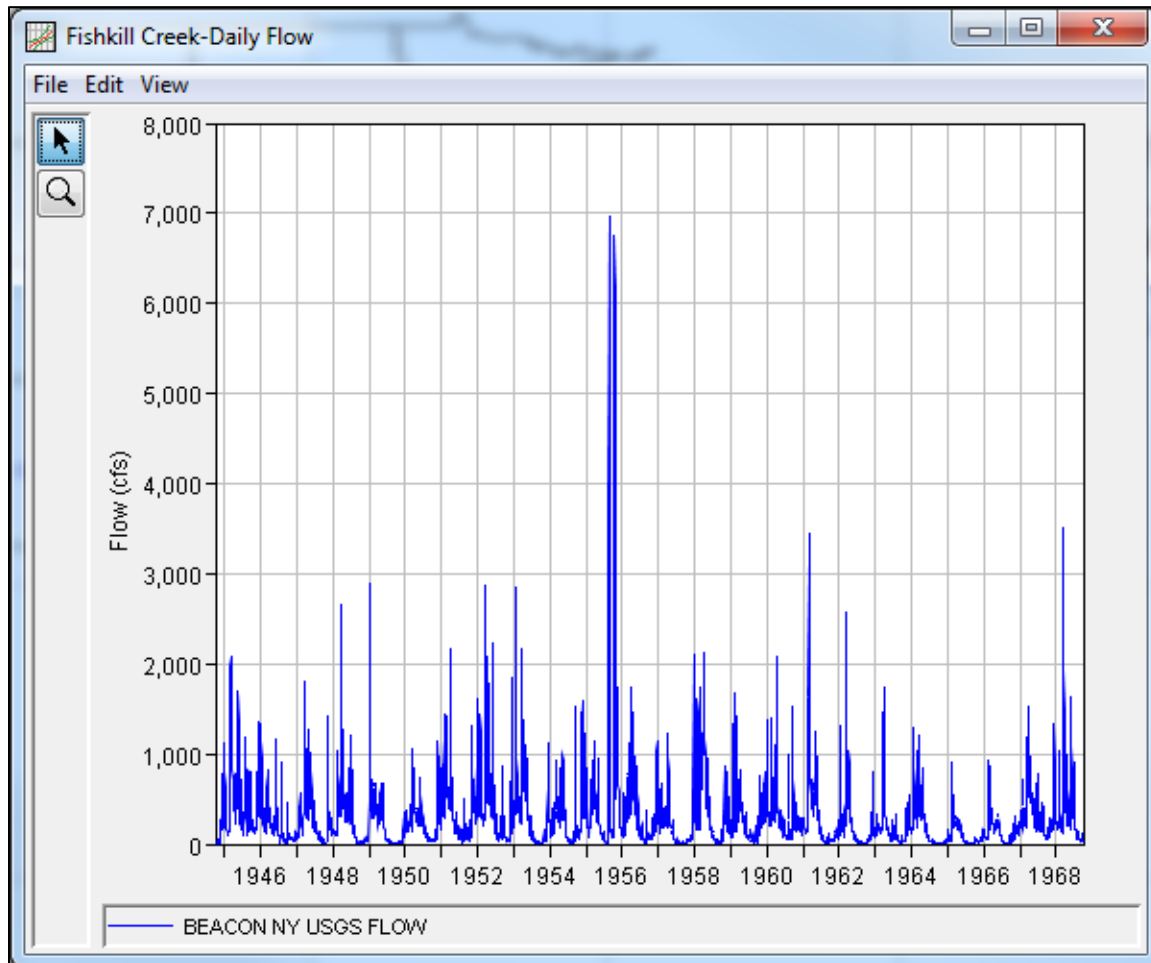 Fishkill Creek-Daily Flow
File Edit View
8,000
7,000
6,000
5,000
4,000
3,000
2,000
1,000
0
Flow (cfs)
1946 1948 1950 1952 1954 1956 1958 1960 1962 1964 1966 1968
BEACON NY USGS FLOW